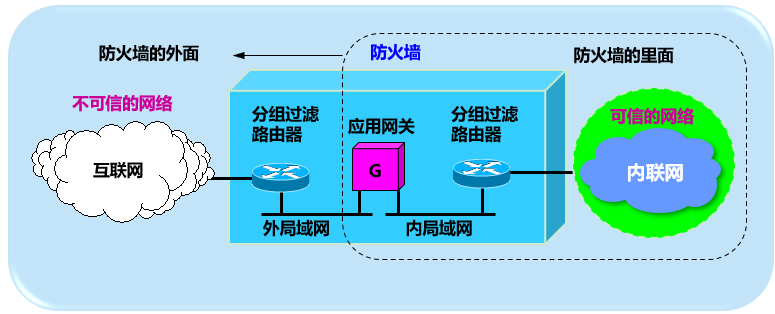 防火墙的外面
防火墙
防火墙的里面
不可信的网络
分组过滤
路由器
应用网关
分组过滤
路由器
可信的网络
互联网
G
内联网
外局域网
内局域网